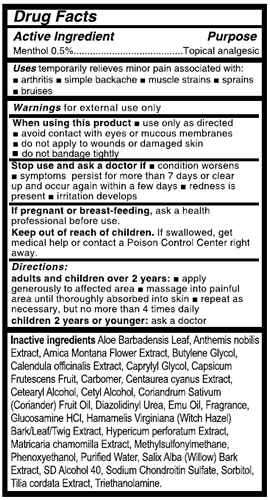 Drug Facts
Active Ingredient Purpose
Menthol 0.5%..........................................Topical analgesic
Uses temporarily relieves minor pain associated with:
■ arthritis ■ simple backache ■ muscle strains ■ sprains
■ bruises
Warnings for external use only
When using this product ■ use only as directed
■ avoid contact with eyes or mucous membranes
■ do not apply to wounds or damaged skin
■ do not bandage tightly
Stop use and ask a doctor if ■ condition worsens
■ symptoms persist for more than 7 days or clear
up and occur again within a few days ■ redness is
present ■ irritation develops
If pregnant or breast-feeding, ask a health
professional before use.
Keep out of reach of children. If swallowed, get
medical help or contact a Poison Control Center right
away.
Directions:
adults and children over 2 years: ■ apply
generously to affected area ■ massage into painful
area until thoroughly absorbed into skin ■ repeat as
necessary, but no more than 4 times daily
children 2 years or younger: ask a doctor
Inactive ingredients Aloe Barbadensis Leaf, Anthemis nobilis
Extract, Arnica Montana Flower Extract, Butylene Glycol,
Calendula officinalis Extract, Caprylyl Glycol, Capsicum
Frutescens Fruit, Carbomer, Centaurea cyanus Extract,
Cetearyl Alcohol, Cetyl Alcohol, Coriandrum Sativum
(Coriander) Fruit Oil, Diazolidinyl Urea, Emu Oil, Fragrance,
Glucosamine HCl, Hamamelis Virginiana (Witch Hazel)
Bark/Leaf/Twig Extract, Hypericum perforatum Extract,
Matricaria chamomilla Extract, Methylsulfonylmethane,
Phenoxyethanol, Purified Water, Salix Alba (Willow) Bark
Extract, SD Alcohol 40, Sodium Chondroitin Sulfate, Sorbitol,
Tilia cordata Extract, Triethanolamine.